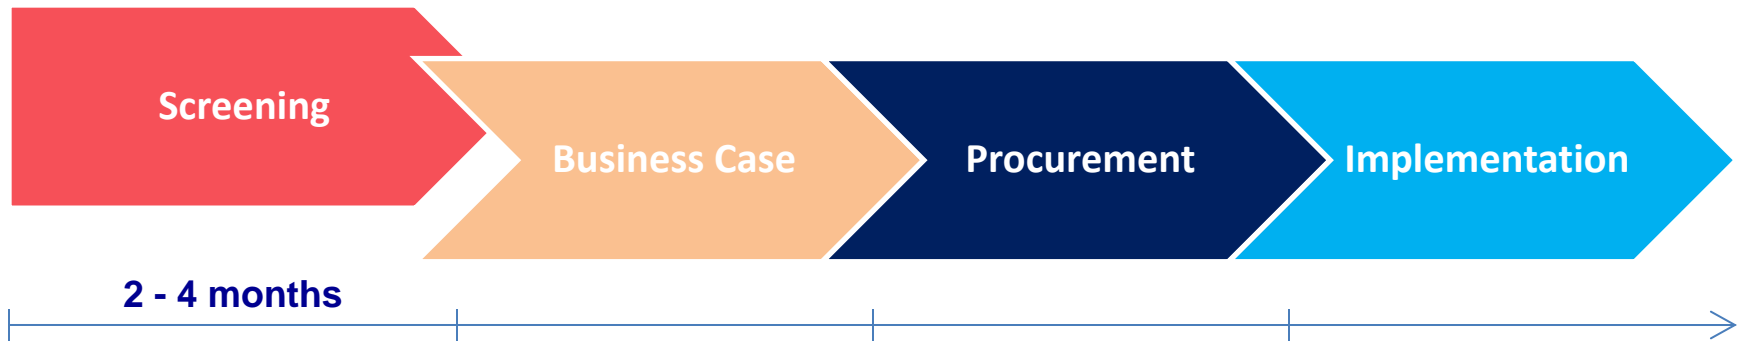 Screening
Business Case
Procurement
Implementation
2 - 4 months